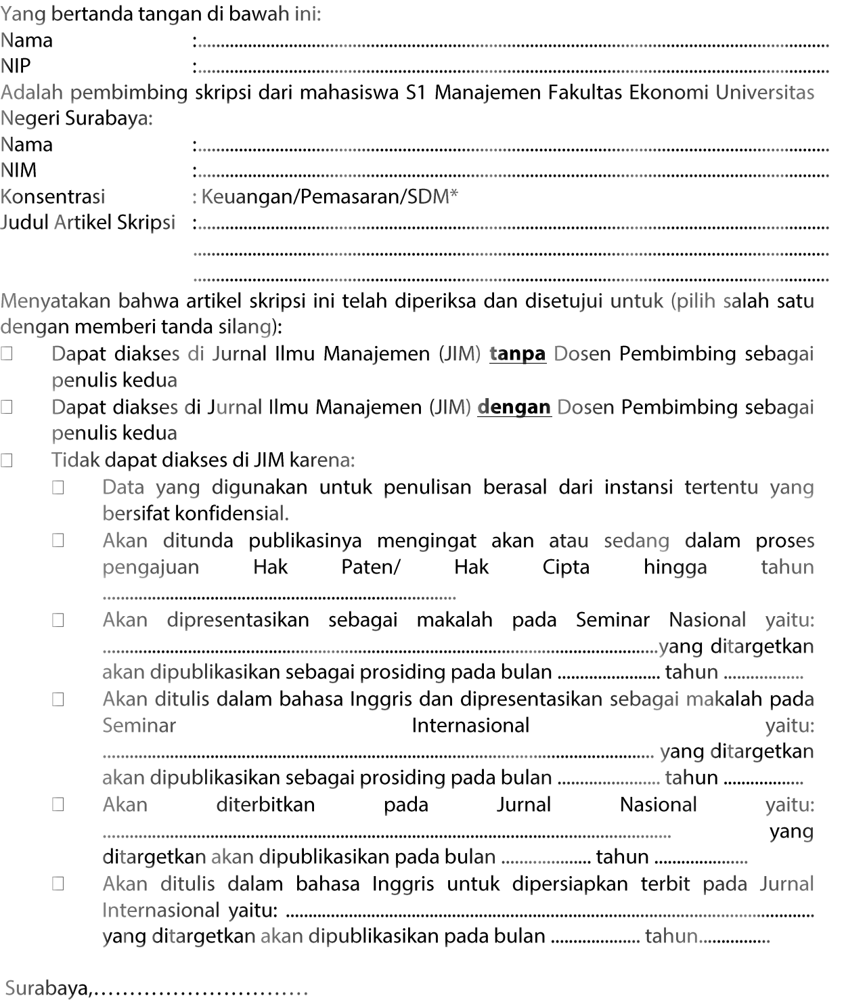 Yang bertanda tangan di bawah ini:
Nama :..............................................................................................................................................
NIP :..............................................................................................................................................
Adalah pembimbing skripsi dari mahasiswa S1 Manajemen Fakultas Ekonomi Universitas
Negeri Surabaya:
Nama :..............................................................................................................................................
NIM :..............................................................................................................................................
Konsentrasi : Keuangan/Pemasaran/SDM*
Judul Artikel Skripsi :..............................................................................................................................................
..............................................................................................................................................
..............................................................................................................................................
Menyatakan bahwa artikel skripsi ini telah diperiksa dan disetujui untuk (pilih salah satu
dengan memberi tanda silang):
□ Dapat diakses di Jurnal Ilmu Manajemen (JIM) tanpa Dosen Pembimbing sebagai
penulis kedua
□ Dapat diakses di Jurnal Ilmu Manajemen (JIM) dengan Dosen Pembimbing sebagai
penulis kedua
□ Tidak dapat diakses di JIM karena:
□ Data yang digunakan untuk penulisan berasal dari instansi tertentu yang
bersifat konfidensial.
□ Akan ditunda publikasinya mengingat akan atau sedang dalam proses
pengajuan Hak Paten/ Hak Cipta hingga tahun
...............................................................................
□ Akan dipresentasikan sebagai makalah pada Seminar Nasional yaitu:
............................................................................................................................yang ditargetkan
akan dipublikasikan sebagai prosiding pada bulan ....................... tahun ..................
□ Akan ditulis dalam bahasa Inggris dan dipresentasikan sebagai makalah pada
Seminar Internasional yaitu:
........................................................................................................................... yang ditargetkan
akan dipublikasikan sebagai prosiding pada bulan ....................... tahun ..................
□ Akan diterbitkan pada Jurnal Nasional yaitu:
............................................................................................................................... yang
ditargetkan akan dipublikasikan pada bulan .................... tahun .....................
□ Akan ditulis dalam bahasa Inggris untuk dipersiapkan terbit pada Jurnal
Internasional yaitu: ......................................................................................................................
yang ditargetkan akan dipublikasikan pada bulan .................... tahun................
Surabaya,…………………………